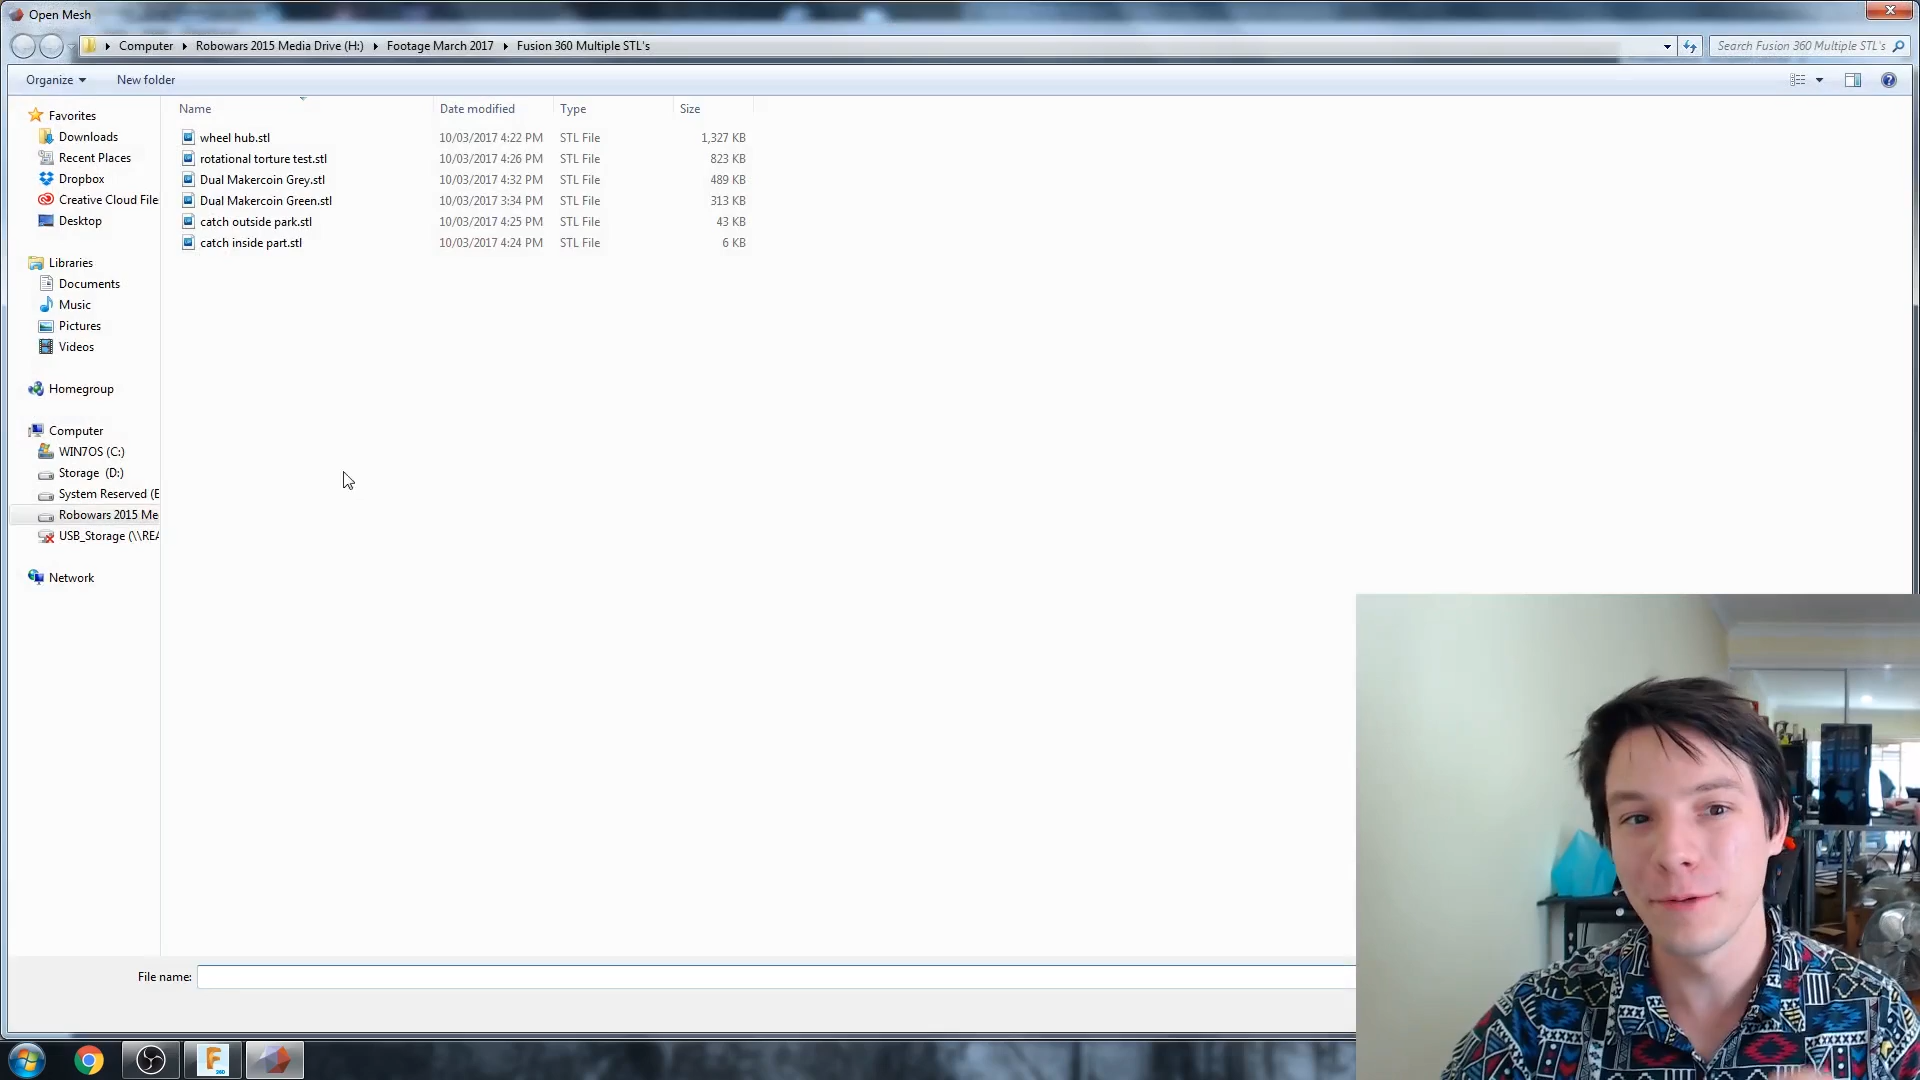 Open Mesh
Computer Robowars 2015 Media Drive (H:) Footage March 2017 Fusion 360 Multiple STL's Search Fusion 360 Multiple STL's
Organize New folder
Name Date modified Type Size
wheel hub.stl 10/03/2017 4:22 PM STL File 1,327 KB
rotational torture test.stl 10/03/2017 4:26 PM STL File 823 KB
Dual Makercoin Grey.stl 10/03/2017 4:32 PM STL File 489 KB
Dual Makercoin Green.stl 10/03/2017 3:34 PM STL File 313 KB
catch outside park.stl 10/03/2017 4:25 PM STL File 43 KB
catch inside part.stl 10/03/2017 4:24 PM STL File 6 KB
Favorites
Downloads
Recent Places
Dropbox
Creative Cloud File
Desktop
Libraries
Documents
Music
Pictures
Videos
Homegroup
Computer
WIN7OS (C:)
Storage (D:)
System Reserved (E
Robowars 2015 Me
USB_Storage (\\REA
Network
File name:
F
360